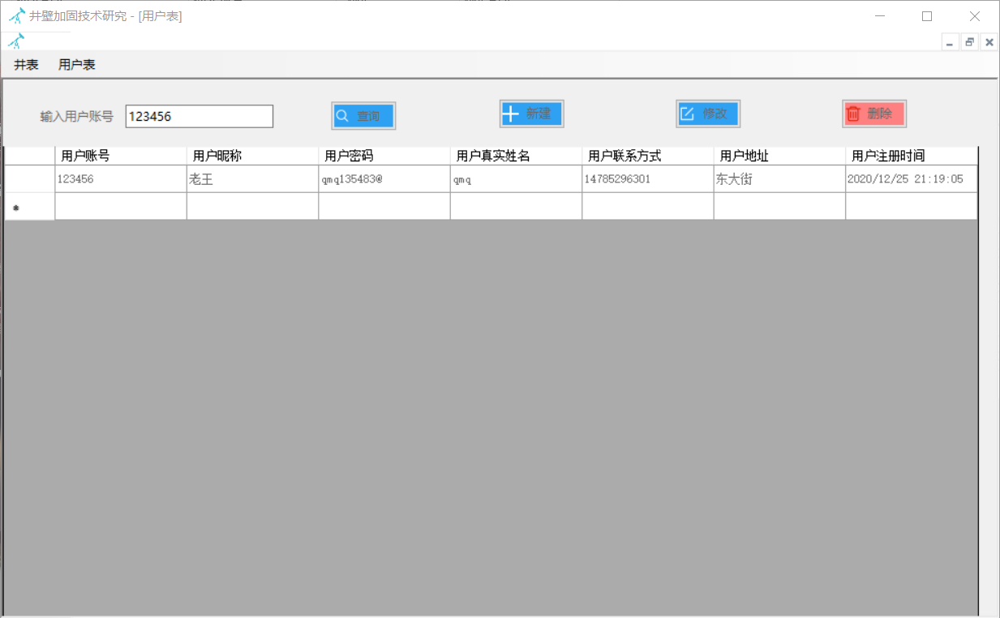 井壁加固技术研究 - [用户表]
井表 用户表
输入用户账号 123456 查询 新建 修改 删除
用户账号 用户昵称 用户密码 用户真实姓名 用户联系方式 用户地址 用户注册时间
123456 老王 qmq135483@ qmq 14785296301 东大街 2020/12/25 21:19:05